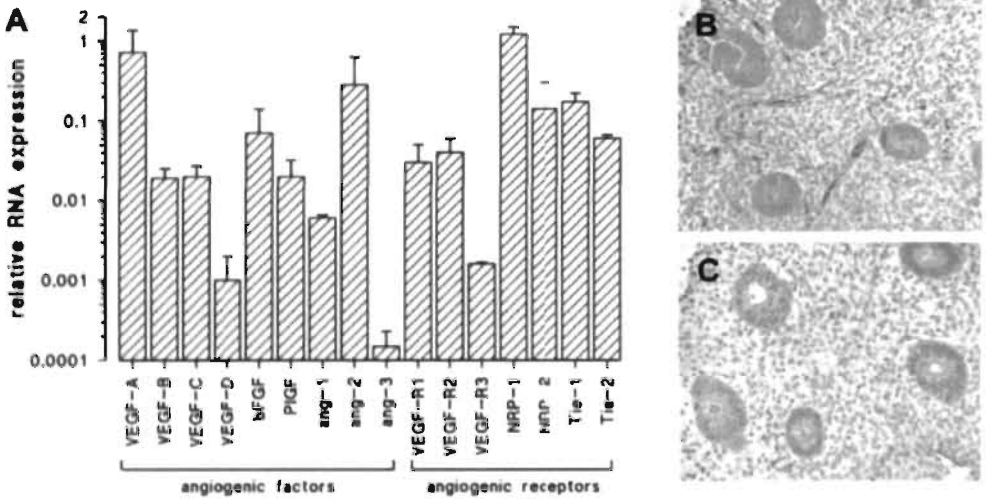 A
B
C
relative RNA expression
2
1
0.1
0.01
0.001
0.0001
VEGF-A
VEGF-B
VEGF-C
VEGF-D
bFGF
PlGF
ang-1
ang-2
ang-3
VEGF-R1
VEGF-R2
VEGF-R3
NRP-1
2
Tie-1
Tie-2
angiogenic factors
angiogenic receptors